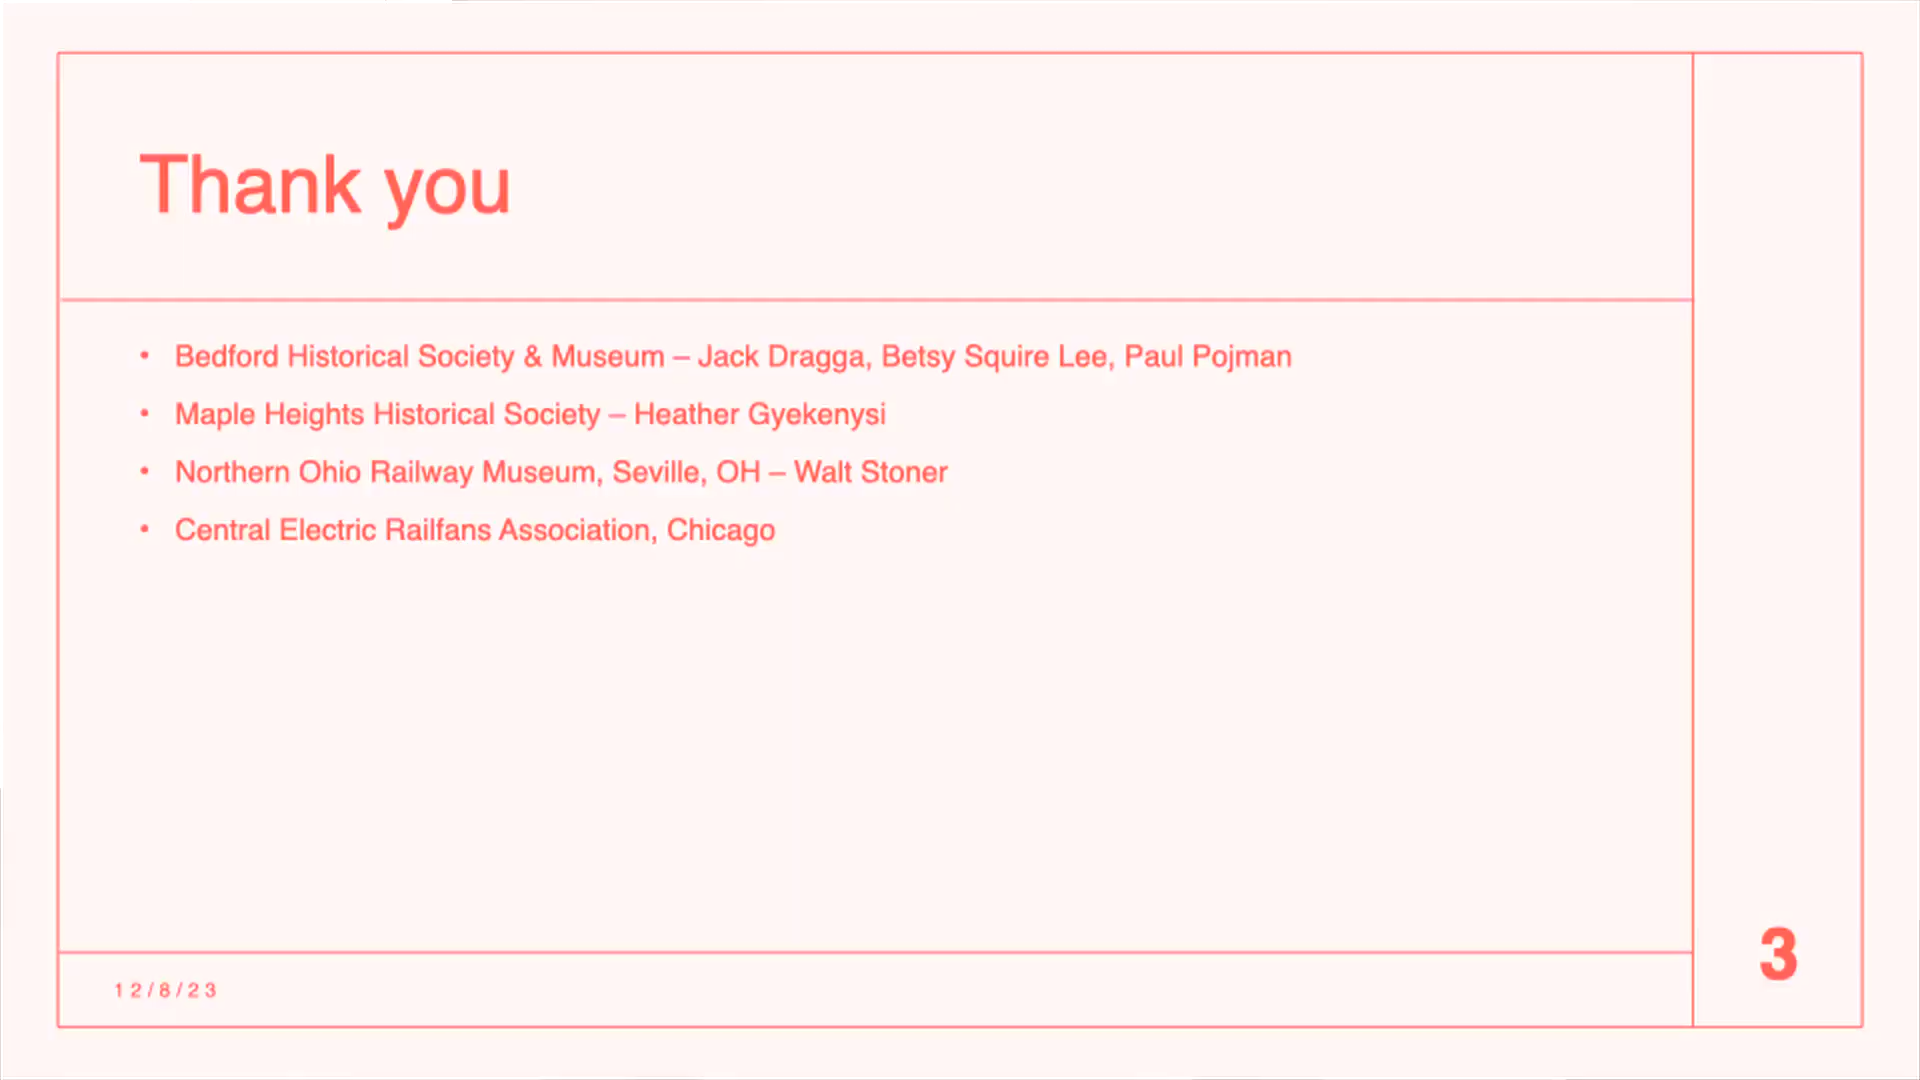 Thank you
• Bedford Historical Society & Museum – Jack Dragga, Betsy Squire Lee, Paul Pojman
• Maple Heights Historical Society – Heather Gyekenysi
• Northern Ohio Railway Museum, Seville, OH – Walt Stoner
• Central Electric Railfans Association, Chicago
12/8/23
3